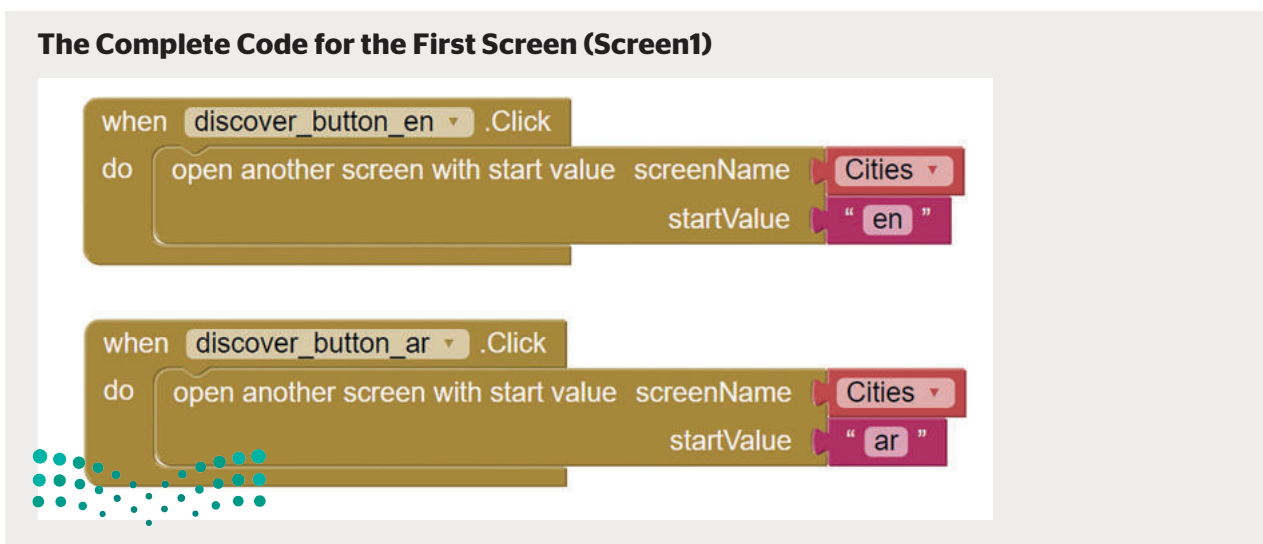 The Complete Code for the First Screen (Screen1)
when discover_button_en .Click
do open another screen with start value screenName Cities
startValue " en "
when discover_button_ar .Click
do open another screen with start value screenName Cities
startValue " ar "